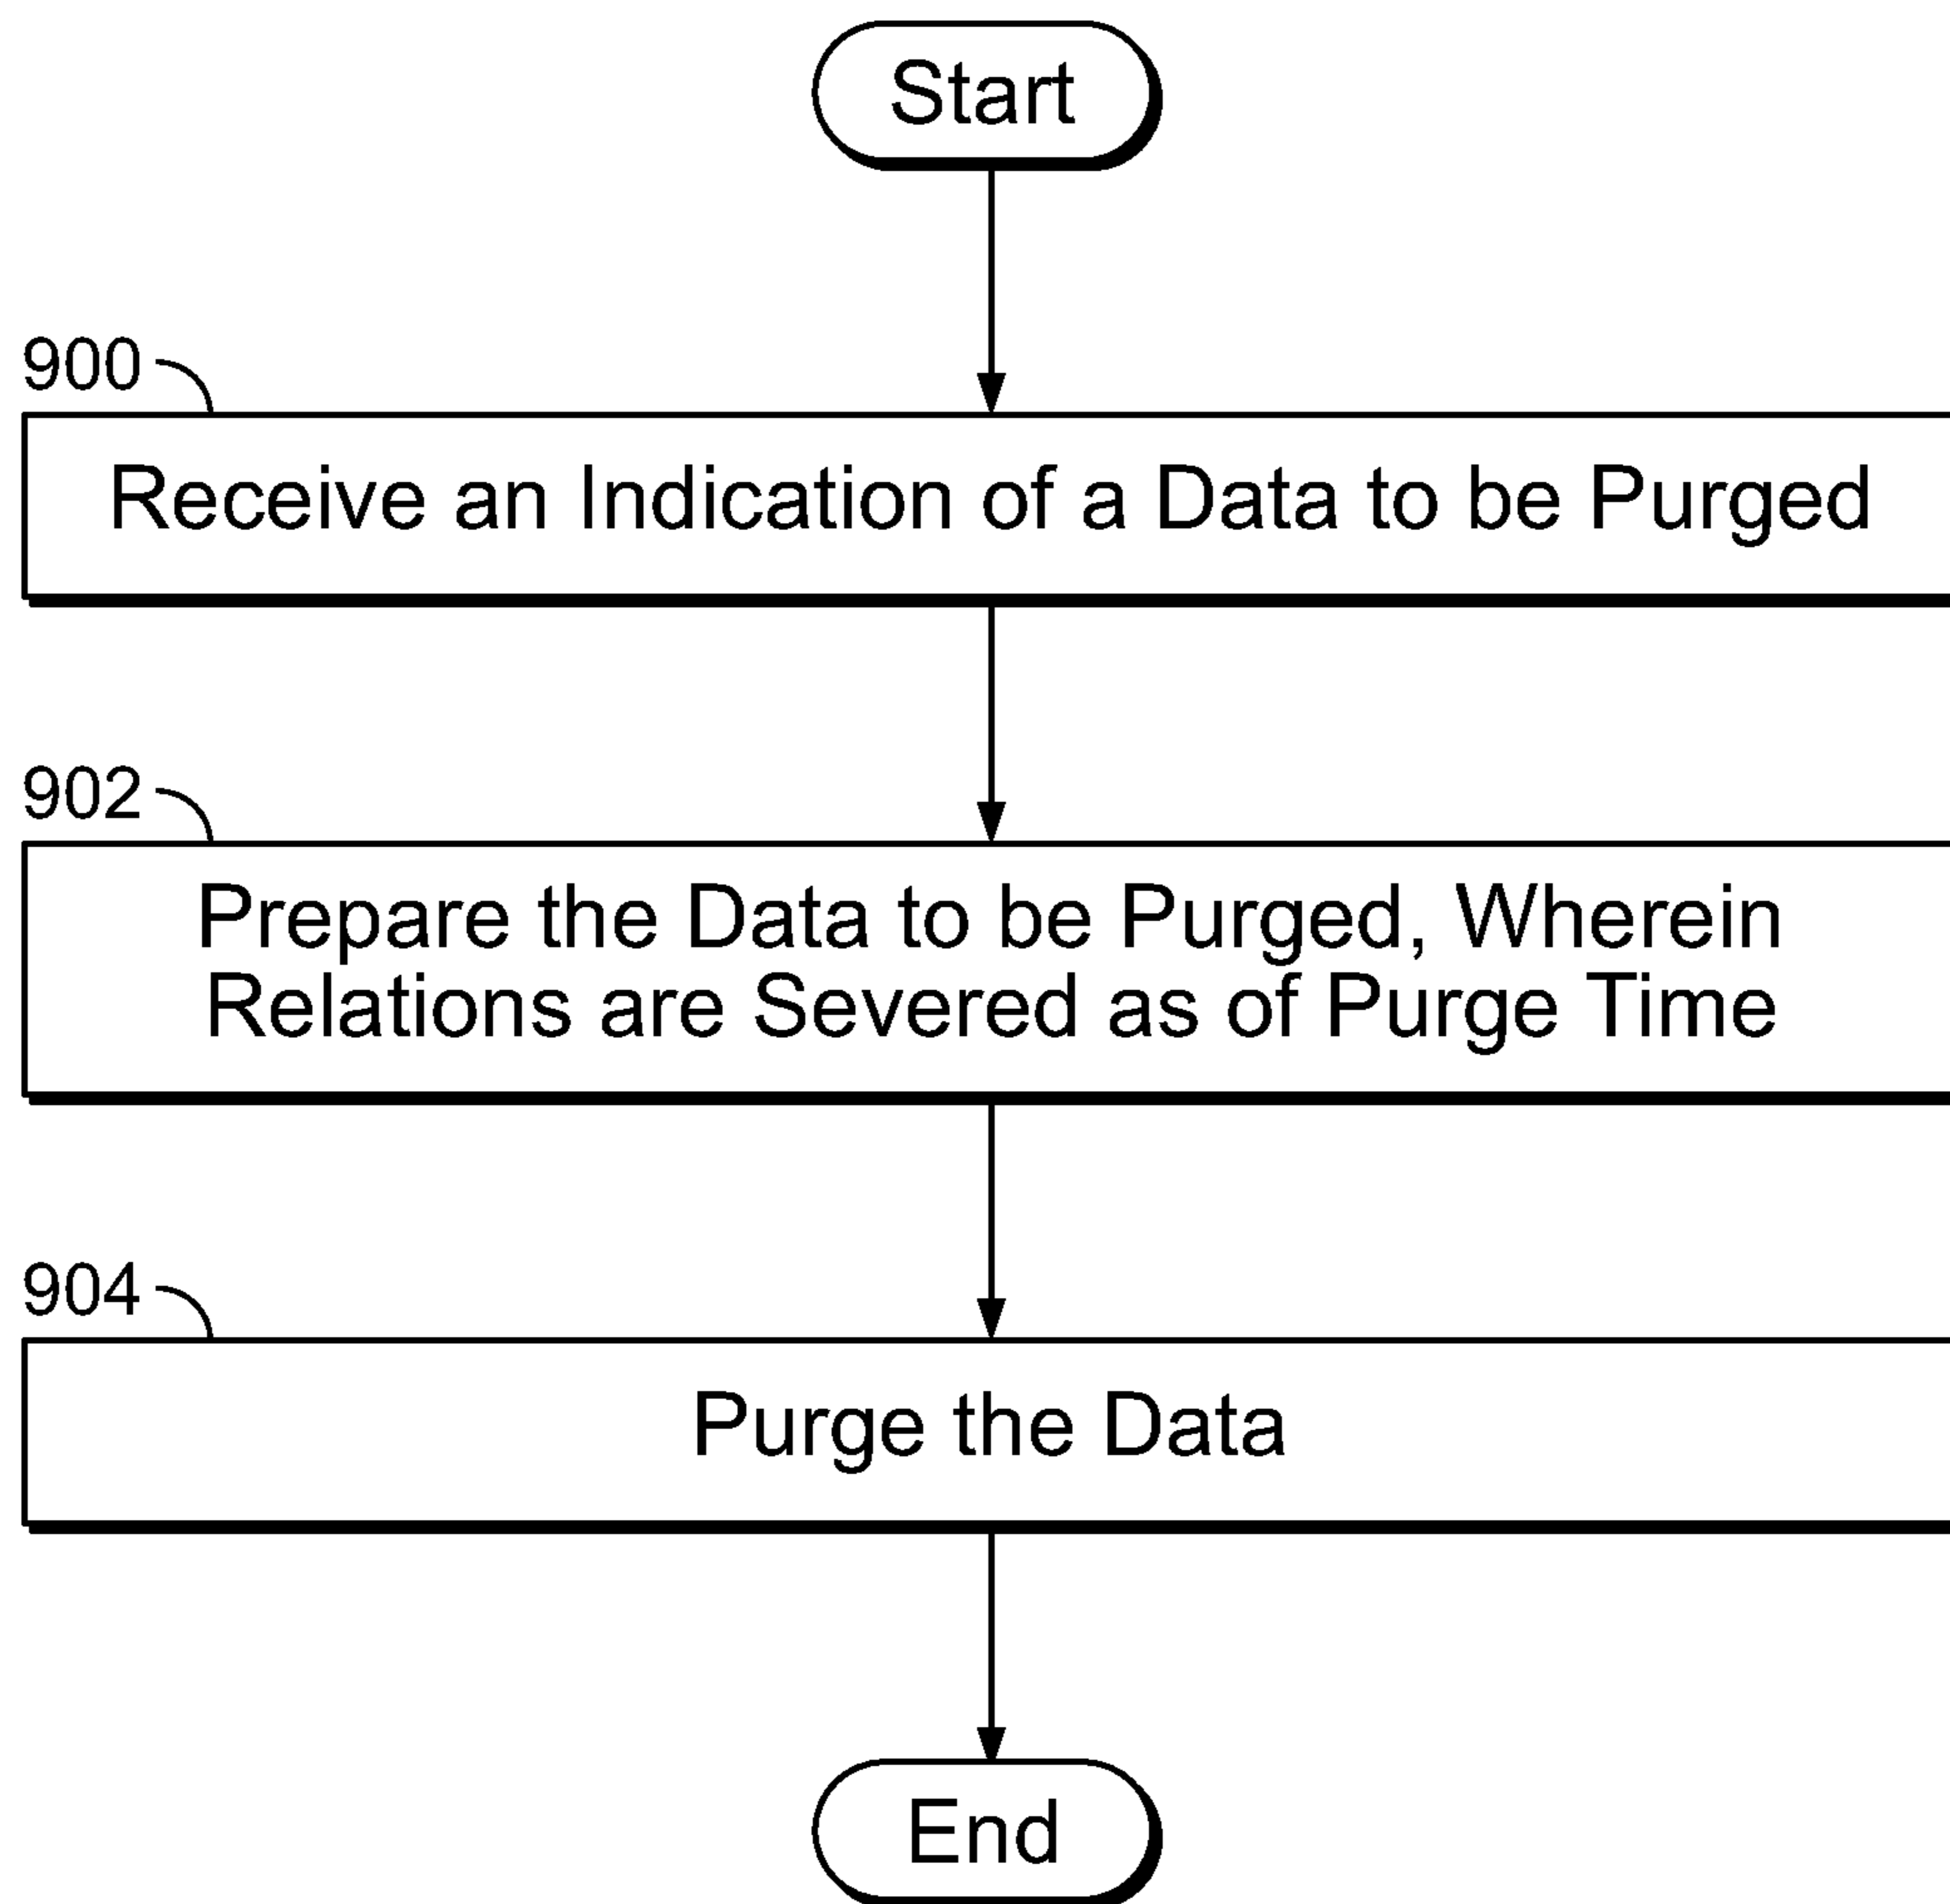 Start
900
Receive an Indication of a Data to be Purged
902
Prepare the Data to be Purged, Wherein
Relations are Severed as of Purge Time
904
Purge the Data
End